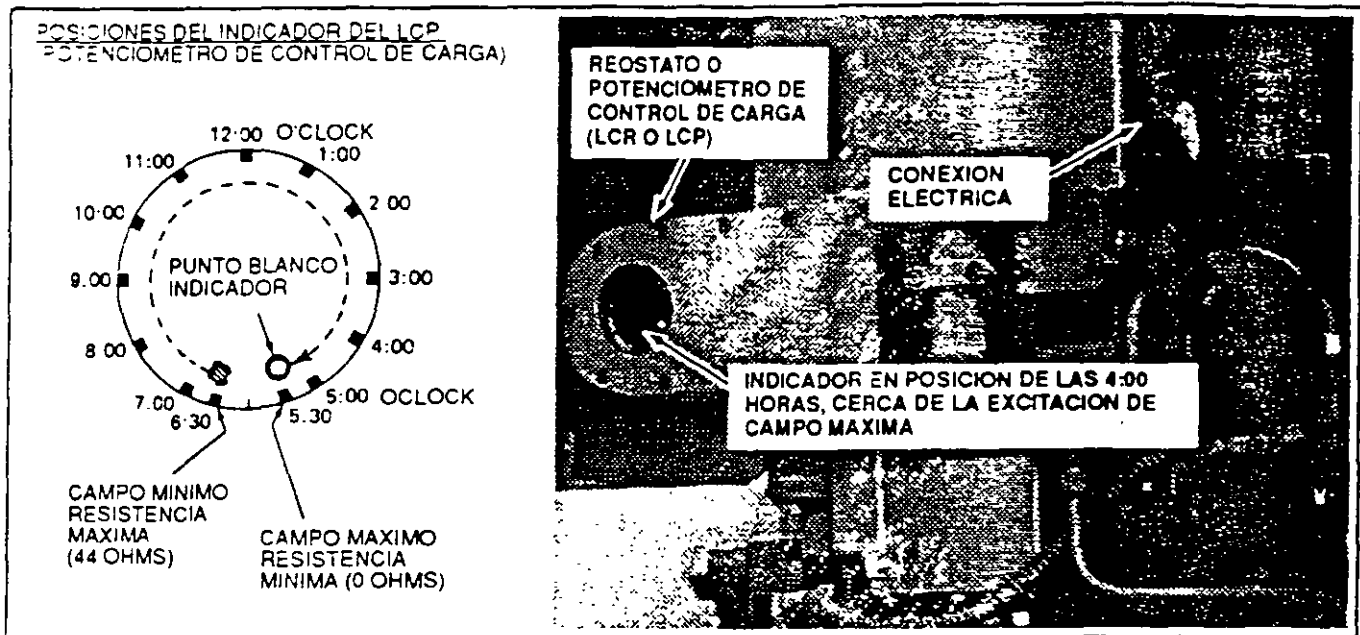 POSICIONES DEL INDICADOR DEL LCP
POTENCIOMETRO DE CONTROL DE CARGA)
12:00 O'CLOCK
11:00
1:00
10:00
2 00
9.00
3:00
PUNTO BLANCO
INDICADOR
8 00
4:00
7.00
5:00 OCLOCK
6:30
5.30
CAMPO MINIMO
RESISTENCIA
MAXIMA
(44 OHMS)
CAMPO MAXIMO
RESISTENCIA
MINIMA (0 OHMS)
REOSTATO O
POTENCIOMETRO DE
CONTROL DE CARGA
(LCR O LCP)
CONEXION
ELECTRICA
INDICADOR EN POSICION DE LAS 4:00
HORAS, CERCA DE LA EXCITACION DE
CAMPO MAXIMA